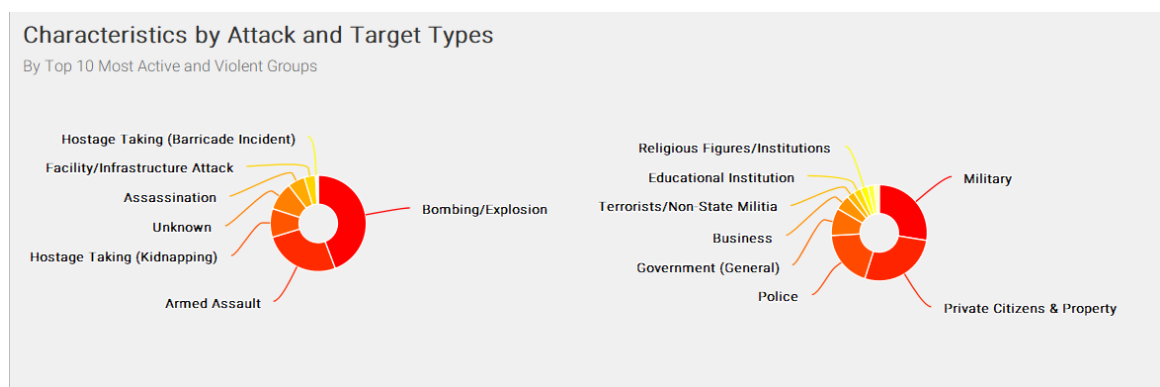 Characteristics by Attack and Target Types
By Top 10 Most Active and Violent Groups
Hostage Taking (Barricade Incident)
Facility/Infrastructure Attack
Assassination
Unknown
Hostage Taking (Kidnapping)
Armed Assault
Bombing/Explosion
Religious Figures/Institutions
Educational Institution
Terrorists/Non-State Militia
Business
Government (General)
Police
Military
Private Citizens & Property